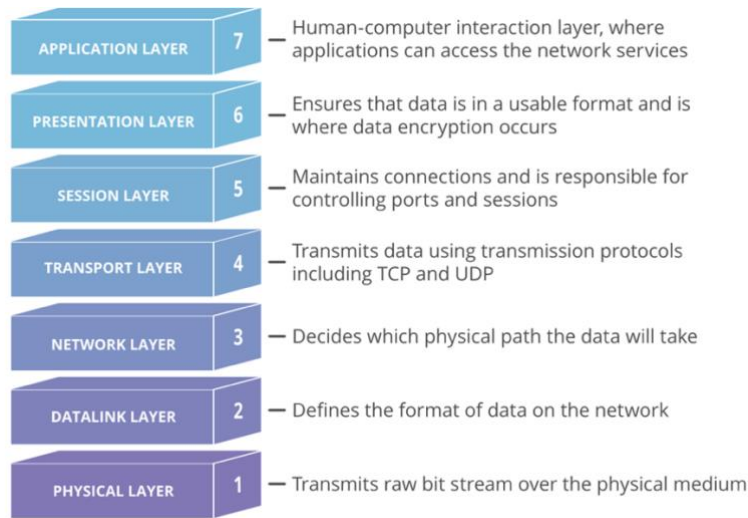 APPLICATION LAYER 7 — Human-computer interaction layer, where
applications can access the network services
PRESENTATION LAYER 6 — Ensures that data is in a usable format and is
where data encryption occurs
SESSION LAYER 5 — Maintains connections and is responsible for
controlling ports and sessions
TRANSPORT LAYER 4 — Transmits data using transmission protocols
including TCP and UDP
NETWORK LAYER 3 — Decides which physical path the data will take
DATALINK LAYER 2 — Defines the format of data on the network
PHYSICAL LAYER 1 — Transmits raw bit stream over the physical medium